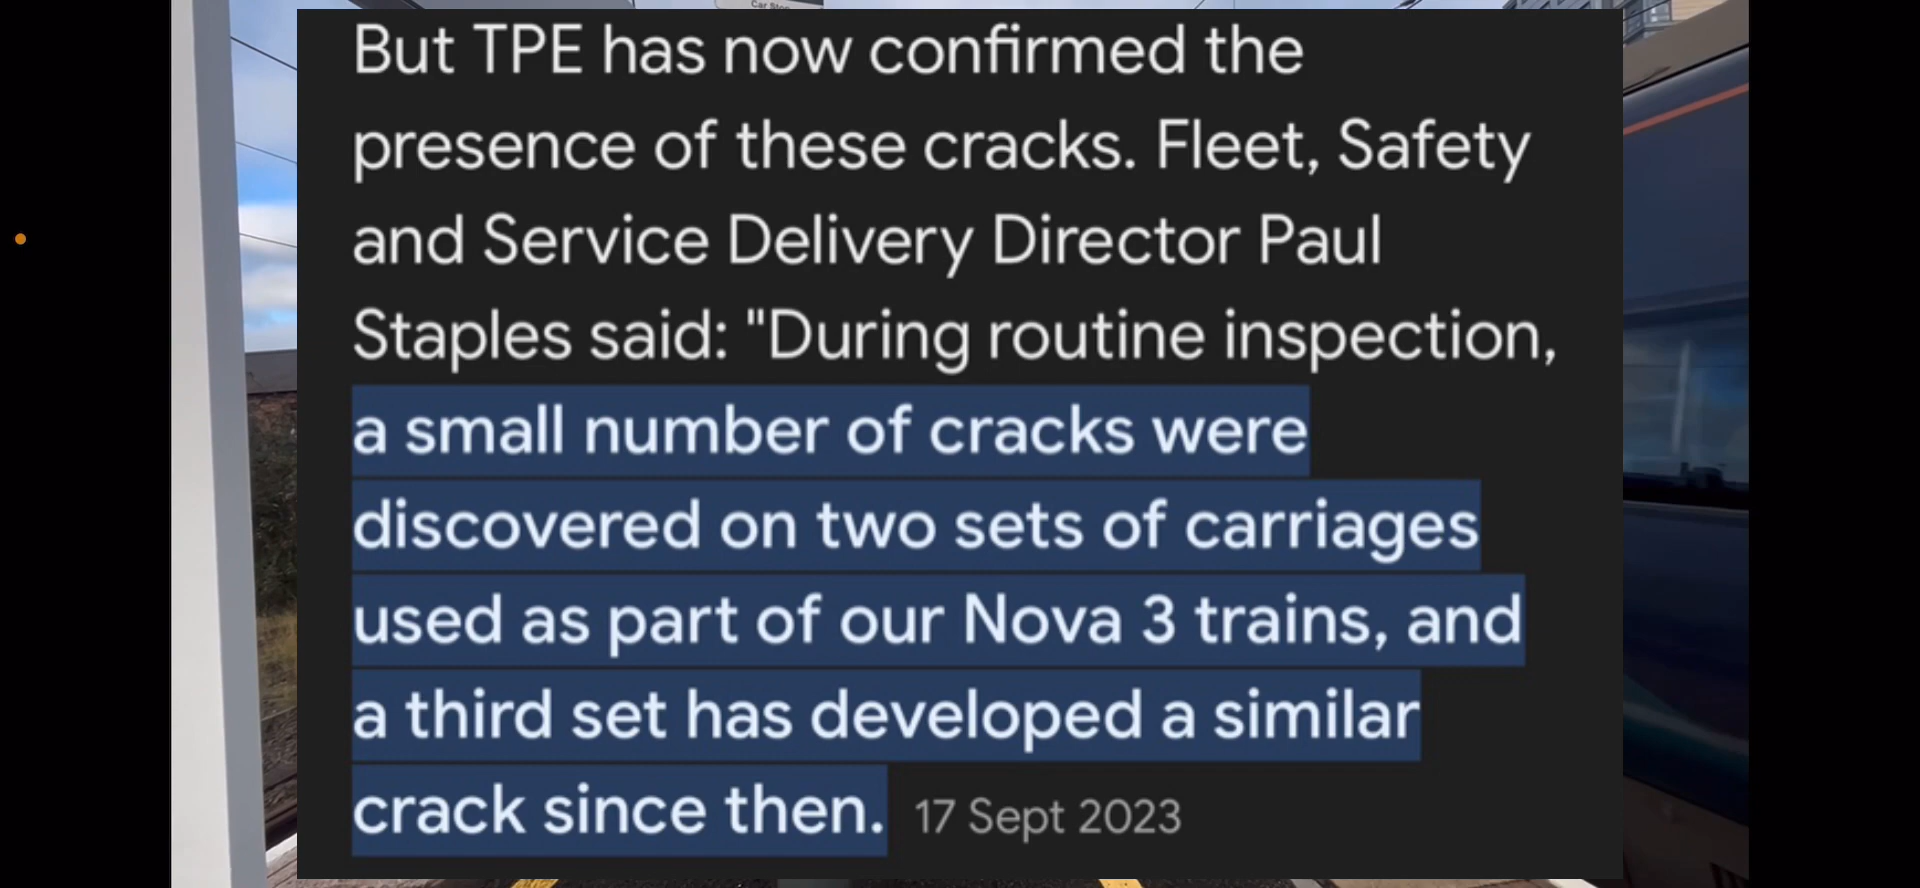 Car Stop
But TPE has now confirmed the
presence of these cracks. Fleet, Safety
and Service Delivery Director Paul
Staples said: "During routine inspection,
a small number of cracks were
discovered on two sets of carriages
used as part of our Nova 3 trains, and
a third set has developed a similar
crack since then. 17 Sept 2023